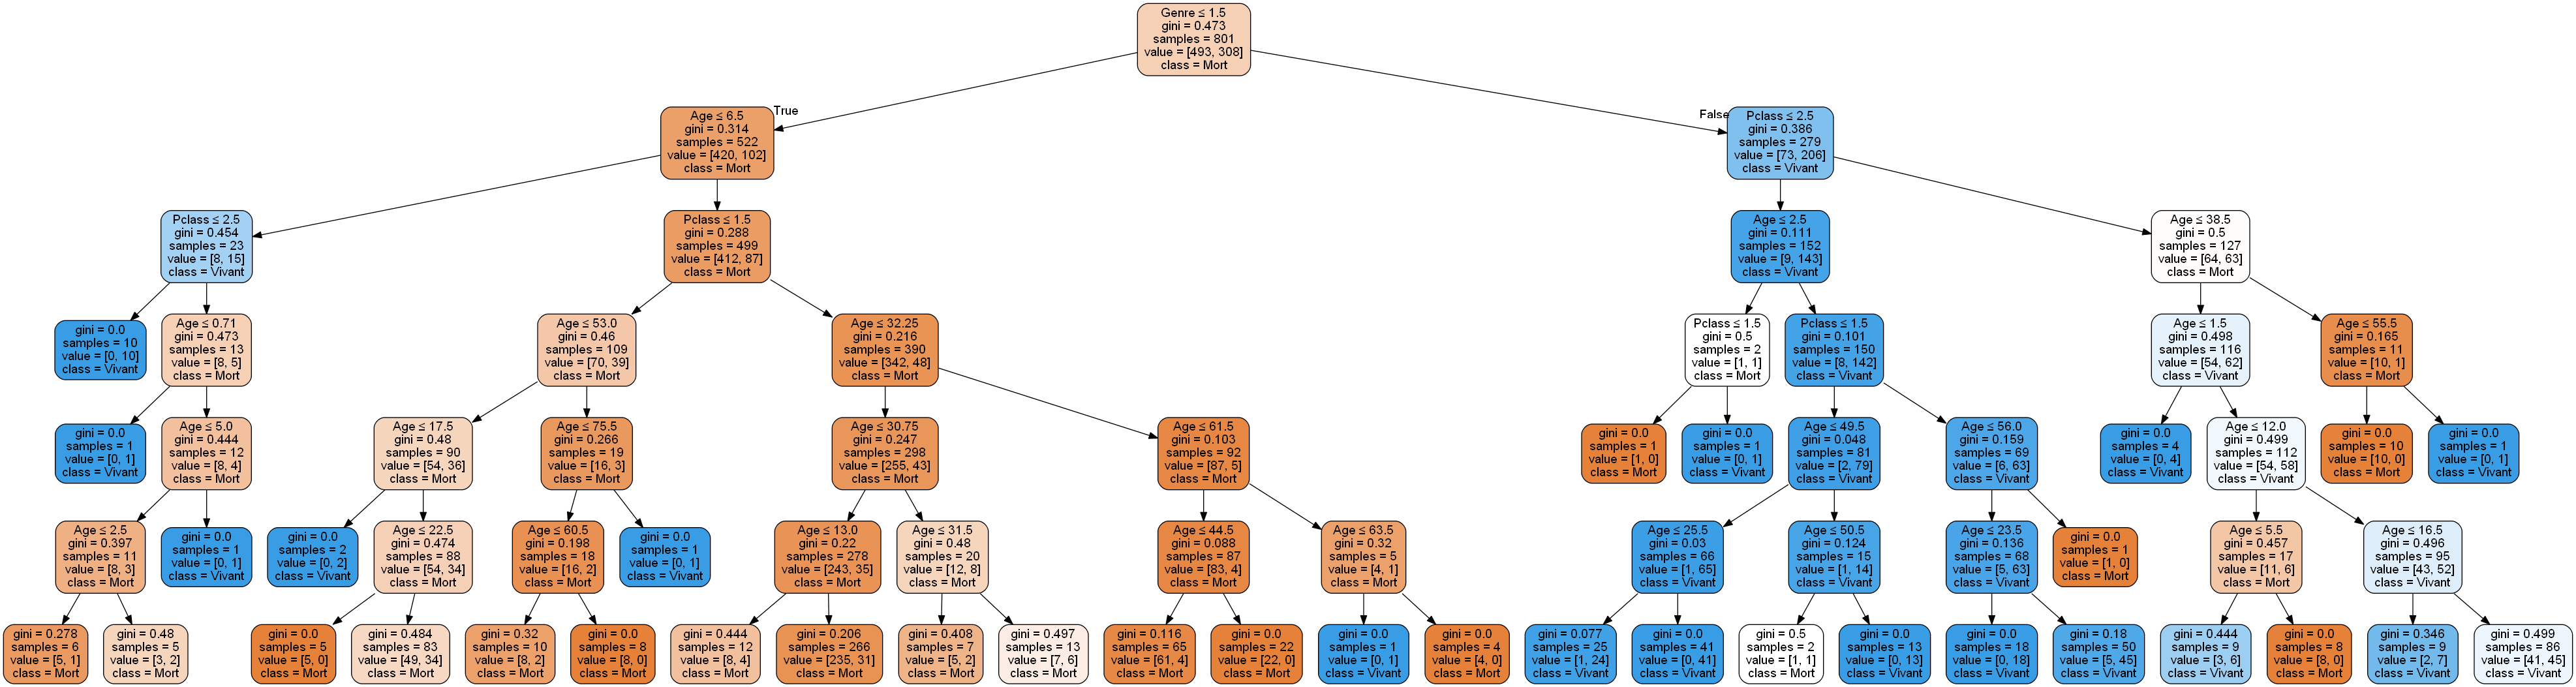 Genre ≤ 1.5
gini = 0.473
samples = 801
value = [493, 308]
class = Mort
True
False
Age ≤ 6.5
gini = 0.314
samples = 522
value = [420, 102]
class = Mort
Pclass ≤ 2.5
gini = 0.386
samples = 279
value = [73, 206]
class = Vivant
Pclass ≤ 2.5
gini = 0.454
samples = 23
value = [8, 15]
class = Vivant
Pclass ≤ 1.5
gini = 0.288
samples = 499
value = [412, 87]
class = Mort
Age ≤ 2.5
gini = 0.111
samples = 152
value = [9, 143]
class = Vivant
Age ≤ 38.5
gini = 0.5
samples = 127
value = [64, 63]
class = Mort
gini = 0.0
samples = 10
value = [0, 10]
class = Vivant
Age ≤ 0.71
gini = 0.473
samples = 13
value = [8, 5]
class = Mort
Age ≤ 53.0
gini = 0.46
samples = 109
value = [70, 39]
class = Mort
Age ≤ 32.25
gini = 0.216
samples = 390
value = [342, 48]
class = Mort
Pclass ≤ 1.5
gini = 0.5
samples = 2
value = [1, 1]
class = Mort
Pclass ≤ 1.5
gini = 0.101
samples = 150
value = [8, 142]
class = Vivant
Age ≤ 1.5
gini = 0.498
samples = 116
value = [54, 62]
class = Vivant
Age ≤ 55.5
gini = 0.165
samples = 11
value = [10, 1]
class = Mort
gini = 0.0
samples = 1
value = [0, 1]
class = Vivant
Age ≤ 5.0
gini = 0.444
samples = 12
value = [8, 4]
class = Mort
Age ≤ 17.5
gini = 0.48
samples = 90
value = [54, 36]
class = Mort
Age ≤ 75.5
gini = 0.266
samples = 19
value = [16, 3]
class = Mort
Age ≤ 30.75
gini = 0.247
samples = 298
value = [255, 43]
class = Mort
Age ≤ 61.5
gini = 0.103
samples = 92
value = [87, 5]
class = Mort
gini = 0.0
samples = 1
value = [1, 0]
class = Mort
gini = 0.0
samples = 1
value = [0, 1]
class = Vivant
Age ≤ 49.5
gini = 0.048
samples = 81
value = [2, 79]
class = Vivant
Age ≤ 56.0
gini = 0.159
samples = 69
value = [6, 63]
class = Vivant
gini = 0.0
samples = 4
value = [0, 4]
class = Vivant
Age ≤ 12.0
gini = 0.499
samples = 112
value = [54, 58]
class = Vivant
gini = 0.0
samples = 10
value = [10, 0]
class = Mort
gini = 0.0
samples = 1
value = [0, 1]
class = Vivant
Age ≤ 2.5
gini = 0.397
samples = 11
value = [8, 3]
class = Mort
gini = 0.0
samples = 1
value = [0, 1]
class = Vivant
gini = 0.0
samples = 2
value = [0, 2]
class = Vivant
Age ≤ 22.5
gini = 0.474
samples = 88
value = [54, 34]
class = Mort
Age ≤ 60.5
gini = 0.198
samples = 18
value = [16, 2]
class = Mort
gini = 0.0
samples = 1
value = [0, 1]
class = Vivant
Age ≤ 13.0
gini = 0.22
samples = 278
value = [243, 35]
class = Mort
Age ≤ 31.5
gini = 0.48
samples = 20
value = [12, 8]
class = Mort
Age ≤ 44.5
gini = 0.088
samples = 87
value = [83, 4]
class = Mort
Age ≤ 63.5
gini = 0.32
samples = 5
value = [4, 1]
class = Mort
Age ≤ 25.5
gini = 0.03
samples = 66
value = [1, 65]
class = Vivant
Age ≤ 50.5
gini = 0.124
samples = 15
value = [1, 14]
class = Vivant
Age ≤ 23.5
gini = 0.136
samples = 68
value = [5, 63]
class = Vivant
gini = 0.0
samples = 1
value = [1, 0]
class = Mort
Age ≤ 5.5
gini = 0.457
samples = 17
value = [11, 6]
class = Mort
Age ≤ 16.5
gini = 0.496
samples = 95
value = [43, 52]
class = Vivant
gini = 0.278
samples = 6
value = [5, 1]
class = Mort
gini = 0.48
samples = 5
value = [3, 2]
class = Mort
gini = 0.0
samples = 5
value = [5, 0]
class = Mort
gini = 0.484
samples = 83
value = [49, 34]
class = Mort
gini = 0.32
samples = 10
value = [8, 2]
class = Mort
gini = 0.0
samples = 8
value = [8, 0]
class = Mort
gini = 0.444
samples = 12
value = [8, 4]
class = Mort
gini = 0.206
samples = 266
value = [235, 31]
class = Mort
gini = 0.408
samples = 7
value = [5, 2]
class = Mort
gini = 0.497
samples = 13
value = [7, 6]
class = Mort
gini = 0.116
samples = 65
value = [61, 4]
class = Mort
gini = 0.0
samples = 22
value = [22, 0]
class = Mort
gini = 0.0
samples = 1
value = [0, 1]
class = Vivant
gini = 0.0
samples = 4
value = [4, 0]
class = Mort
gini = 0.077
samples = 25
value = [1, 24]
class = Vivant
gini = 0.0
samples = 41
value = [0, 41]
class = Vivant
gini = 0.5
samples = 2
value = [1, 1]
class = Mort
gini = 0.0
samples = 13
value = [0, 13]
class = Vivant
gini = 0.0
samples = 18
value = [0, 18]
class = Vivant
gini = 0.18
samples = 50
value = [5, 45]
class = Vivant
gini = 0.444
samples = 9
value = [3, 6]
class = Vivant
gini = 0.0
samples = 8
value = [8, 0]
class = Mort
gini = 0.346
samples = 9
value = [2, 7]
class = Vivant
gini = 0.499
samples = 86
value = [41, 45]
class = Vivant